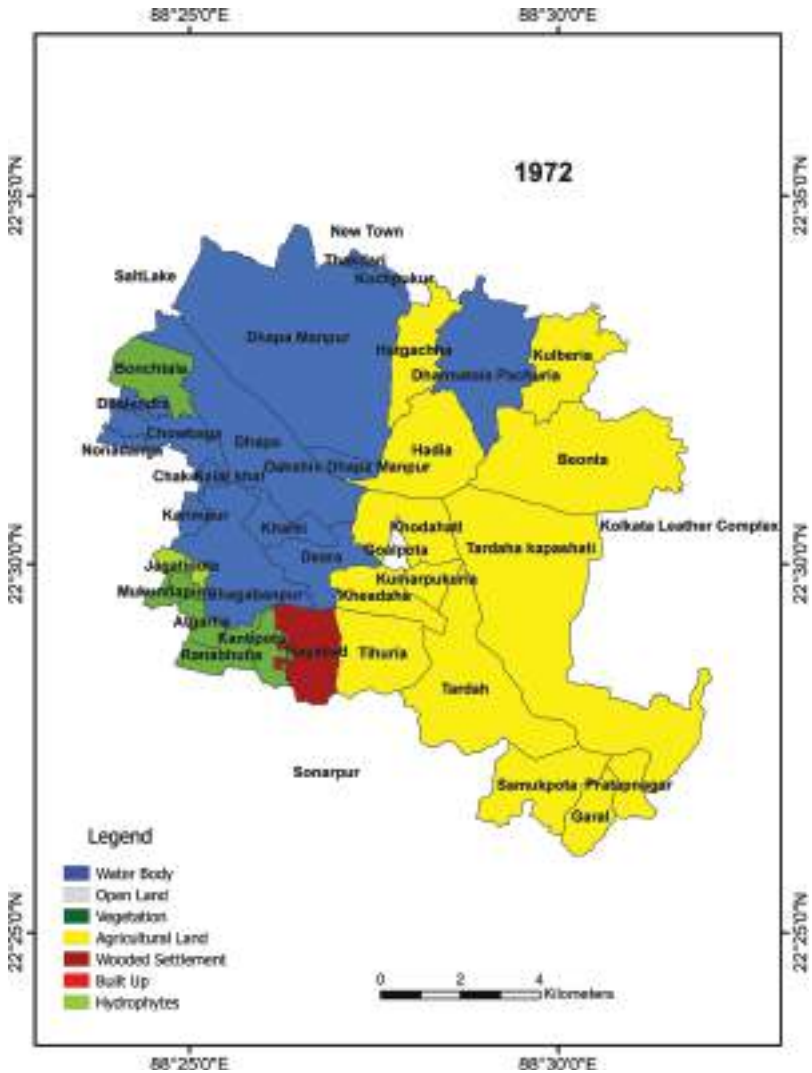 88°25'0"E
88°30'0"E
1972
22°35'0"N
22°35'0"N
New Town
Thakdari
SaltLake
Kochpukur
Dhapa Manpur
Hatgachha
Kulberia
Bonchtala
Dharmatola Pachuria
Chowbaga
Dhapa
Hadia
Nonadanga
Dakshin Dhapa Manpur
Beonta
Karimpur
Khodahati
Kolkata Leather Complex
Goalpota
Tardaha kapashati
22°30'0"N
22°30'0"N
Deara
Jagatipota
Kumarpukuria
Mukundapur
Bhagabanpur
Kheadaha
Atgarha
Kantipota
Ranabhutia
Tihuria
Tardah
Sonarpur
Samukpota
Pratapnagar
Garal
Legend
Water Body
Open Land
Vegetation
Agricultural Land
Wooded Settlement
Built Up
Hydrophytes
0 2 4
Kilometers
22°25'0"N
22°25'0"N
88°25'0"E
88°30'0"E